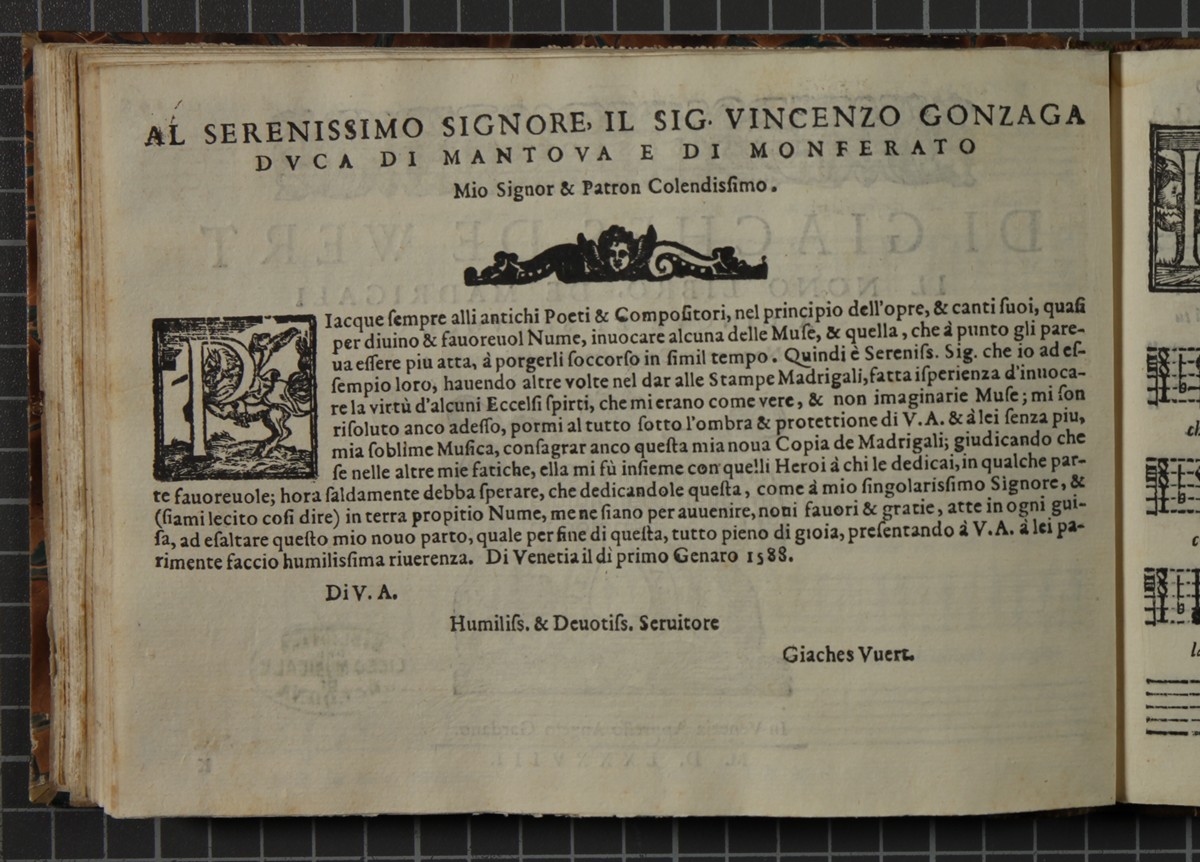 AL SERENISSIMO SIGNORE, IL SIG. VINCENZO GONZAGA
DVCA DI MANTOVA E DI MONFERATO
Mio Signor & Patron Colendiſſimo.
PIacque ſempre alli antichi Poeti & Compoſitori, nel principio dell'opre, & canti ſuoi, quaſi
per diuino & fauoreuol Nume, inuocare alcuna delle Muſe, & quella, che à punto gli pare-
ua eſſere piu atta, à porgerli ſoccorſo in ſimil tempo. Quindi è Sereniſs. Sig. che io ad eſ-
ſempio loro, hauendo altre volte nel dar alle Stampe Madrigali, fatta iſperienza d'inuoca-
re la virtù d'alcuni Eccelſi ſpirti, che mi erano come vere, & non imaginarie Muſe; mi ſon
riſoluto anco adeſſo, pormi al tutto ſotto l'ombra & protettione di V. A. & à lei ſenza piu,
mia ſoblime Muſica, conſagrar anco queſta mia noua Copia de Madrigali; giudicando che
ſe nelle altre mie fatiche, ella mi fù inſieme con quelli Heroi à chi le dedicai, in qualche par-
te fauoreuole; hora ſaldamente debba ſperare, che dedicandole queſta, come à mio ſingolariſſimo Signore, &
(ſiami lecito coſi dire) in terra propitio Nume, me ne ſiano per auuenire, noui fauori & gratie, atte in ogni gui-
ſa, ad eſaltare queſto mio nouo parto, quale per fine di queſta, tutto pieno di gioia, preſentando à V. A. à lei pa-
rimente faccio humiliſſima riuerenza. Di Venetia il dì primo Genaro 1588.
Di V. A.
Humiliſs. & Deuotiſs. Seruitore
Giaches Vuert.